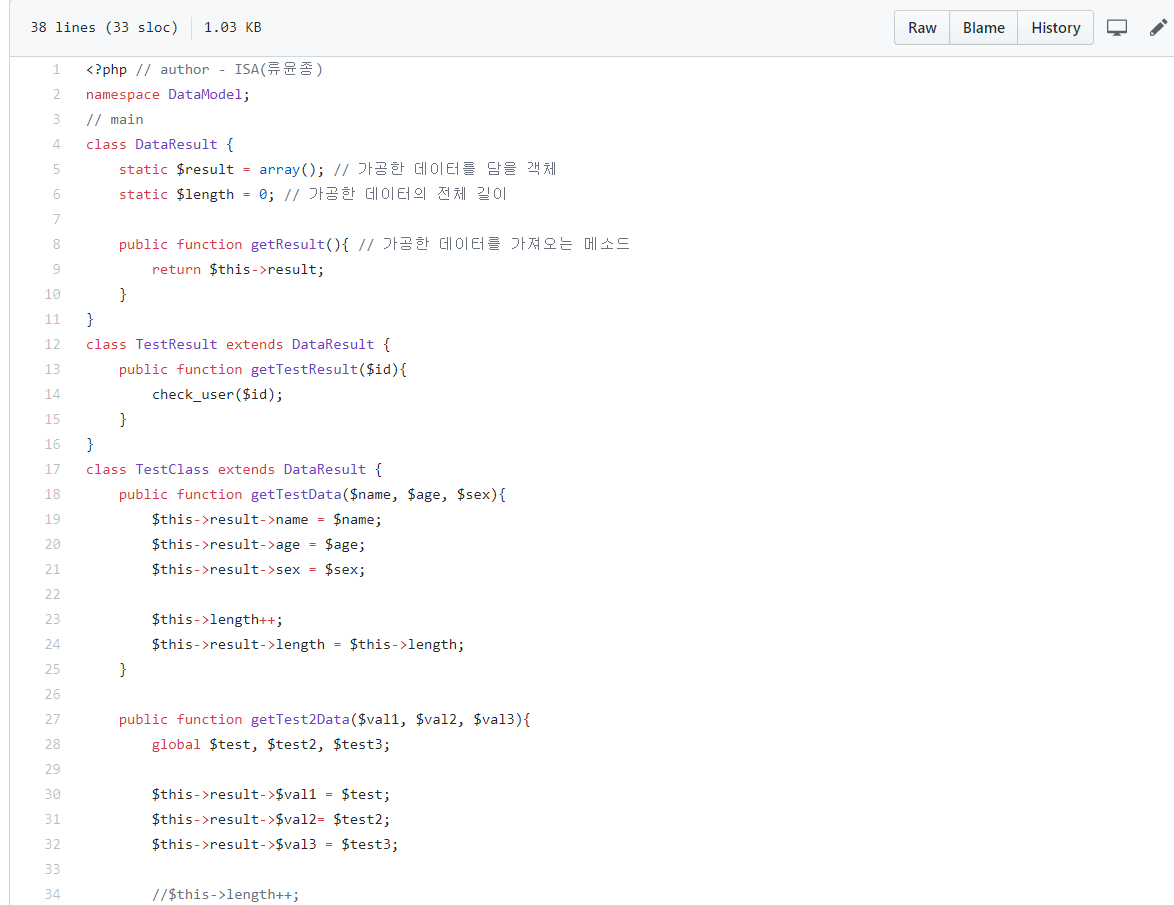 38 lines (33 sloc) 1.03 KB Raw Blame History
1 <?php // author - ISA(류윤종)
2 namespace DataModel;
3 // main
4 class DataResult {
5 static $result = array(); // 가공한 데이터를 담을 객체
6 static $length = 0; // 가공한 데이터의 전체 길이
7
8 public function getResult(){ // 가공한 데이터를 가져오는 메소드
9 return $this->result;
10 }
11 }
12 class TestResult extends DataResult {
13 public function getTestResult($id){
14 check_user($id);
15 }
16 }
17 class TestClass extends DataResult {
18 public function getTestData($name, $age, $sex){
19 $this->result->name = $name;
20 $this->result->age = $age;
21 $this->result->sex = $sex;
22
23 $this->length++;
24 $this->result->length = $this->length;
25 }
26
27 public function getTest2Data($val1, $val2, $val3){
28 global $test, $test2, $test3;
29
30 $this->result->$val1 = $test;
31 $this->result->$val2= $test2;
32 $this->result->$val3 = $test3;
33
34 //$this->length++;